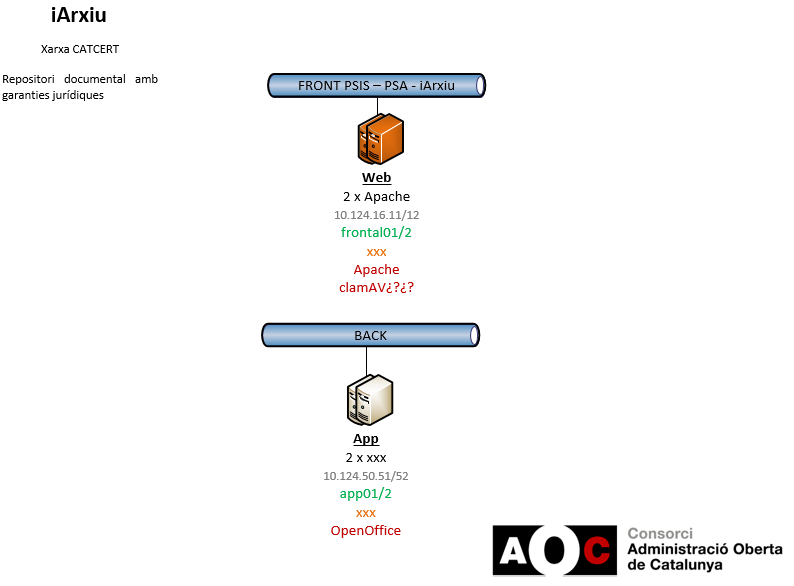 iArxiu
Xarxa CATCERT
Repositori documental amb
garanties jurídiques
FRONT PSIS – PSA - iArxiu
Web
2 x Apache
10.124.16.11/12
frontal01/2
xxx
Apache
clamAV¿?¿?
BACK
App
2 x xxx
10.124.50.51/52
app01/2
xxx
OpenOffice
AOC
Consorci
Administració Oberta
de Catalunya